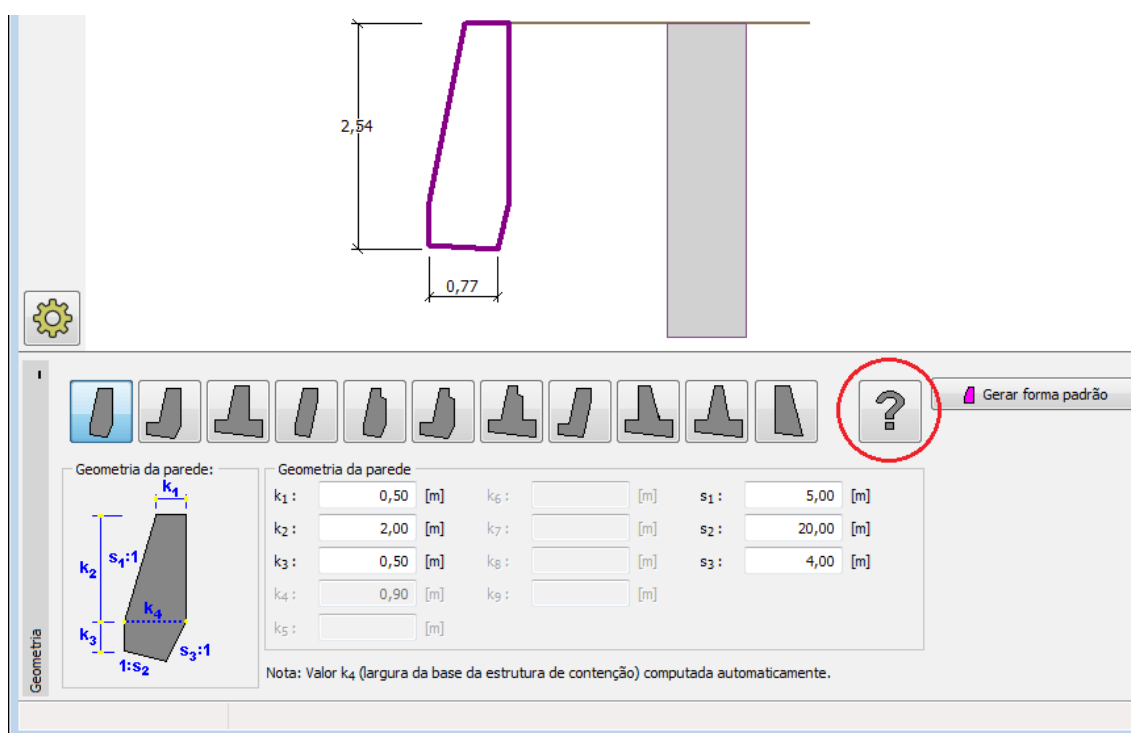 2,54
0,77
? Gerar forma padrão
Geometria da parede:
k1
k2
s1:1
k4
k3
s3:1
1:s2
Geometria da parede
k1 : 0,50 [m] k6 : [m] s1 : 5,00 [m]
k2 : 2,00 [m] k7 : [m] s2 : 20,00 [m]
k3 : 0,50 [m] k8 : [m] s3 : 4,00 [m]
k4 : 0,90 [m] k9 : [m]
k5 : [m]
Nota: Valor k4 (largura da base da estrutura de contenção) computada automaticamente.
Geometria